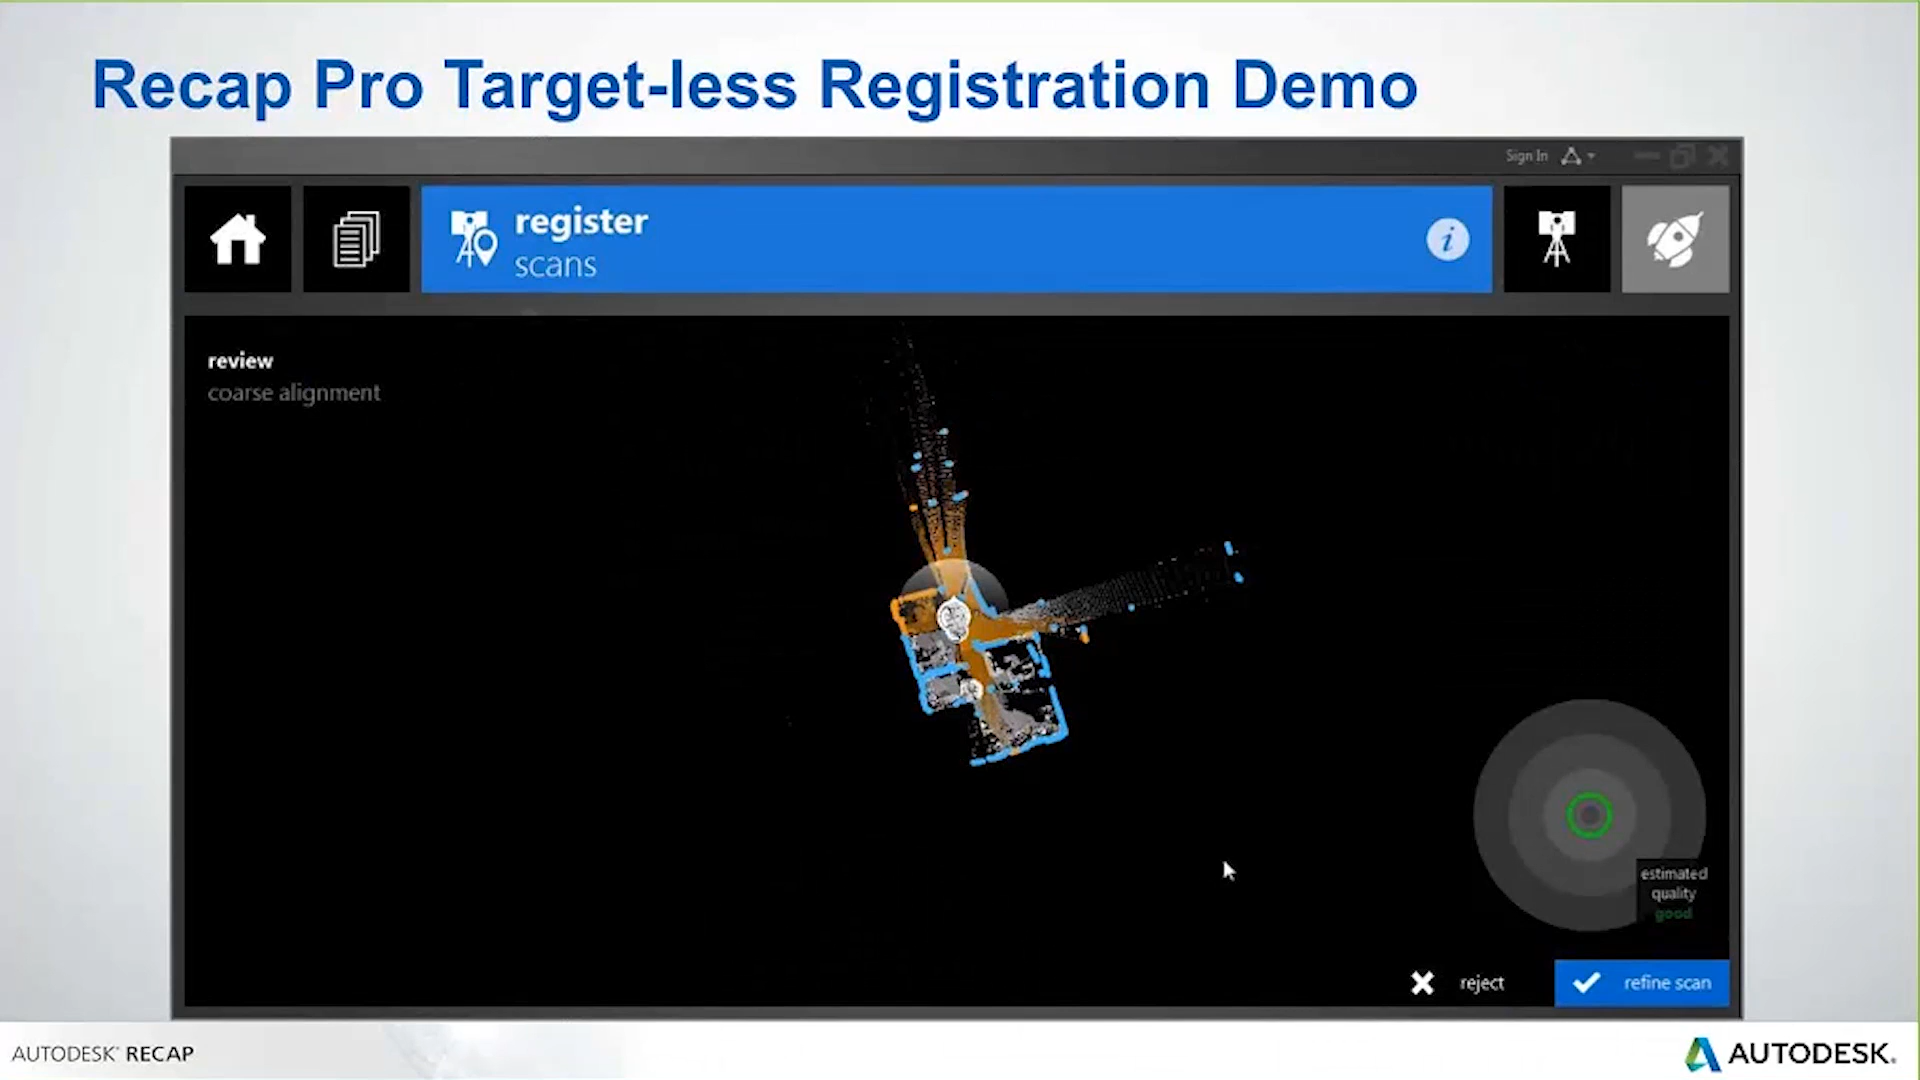 Recap Pro Target-less Registration Demo
Sign In
register
scans
i
review
coarse alignment
estimated
quality
good
reject
refine scan
AUTODESK® RECAP
AUTODESK®